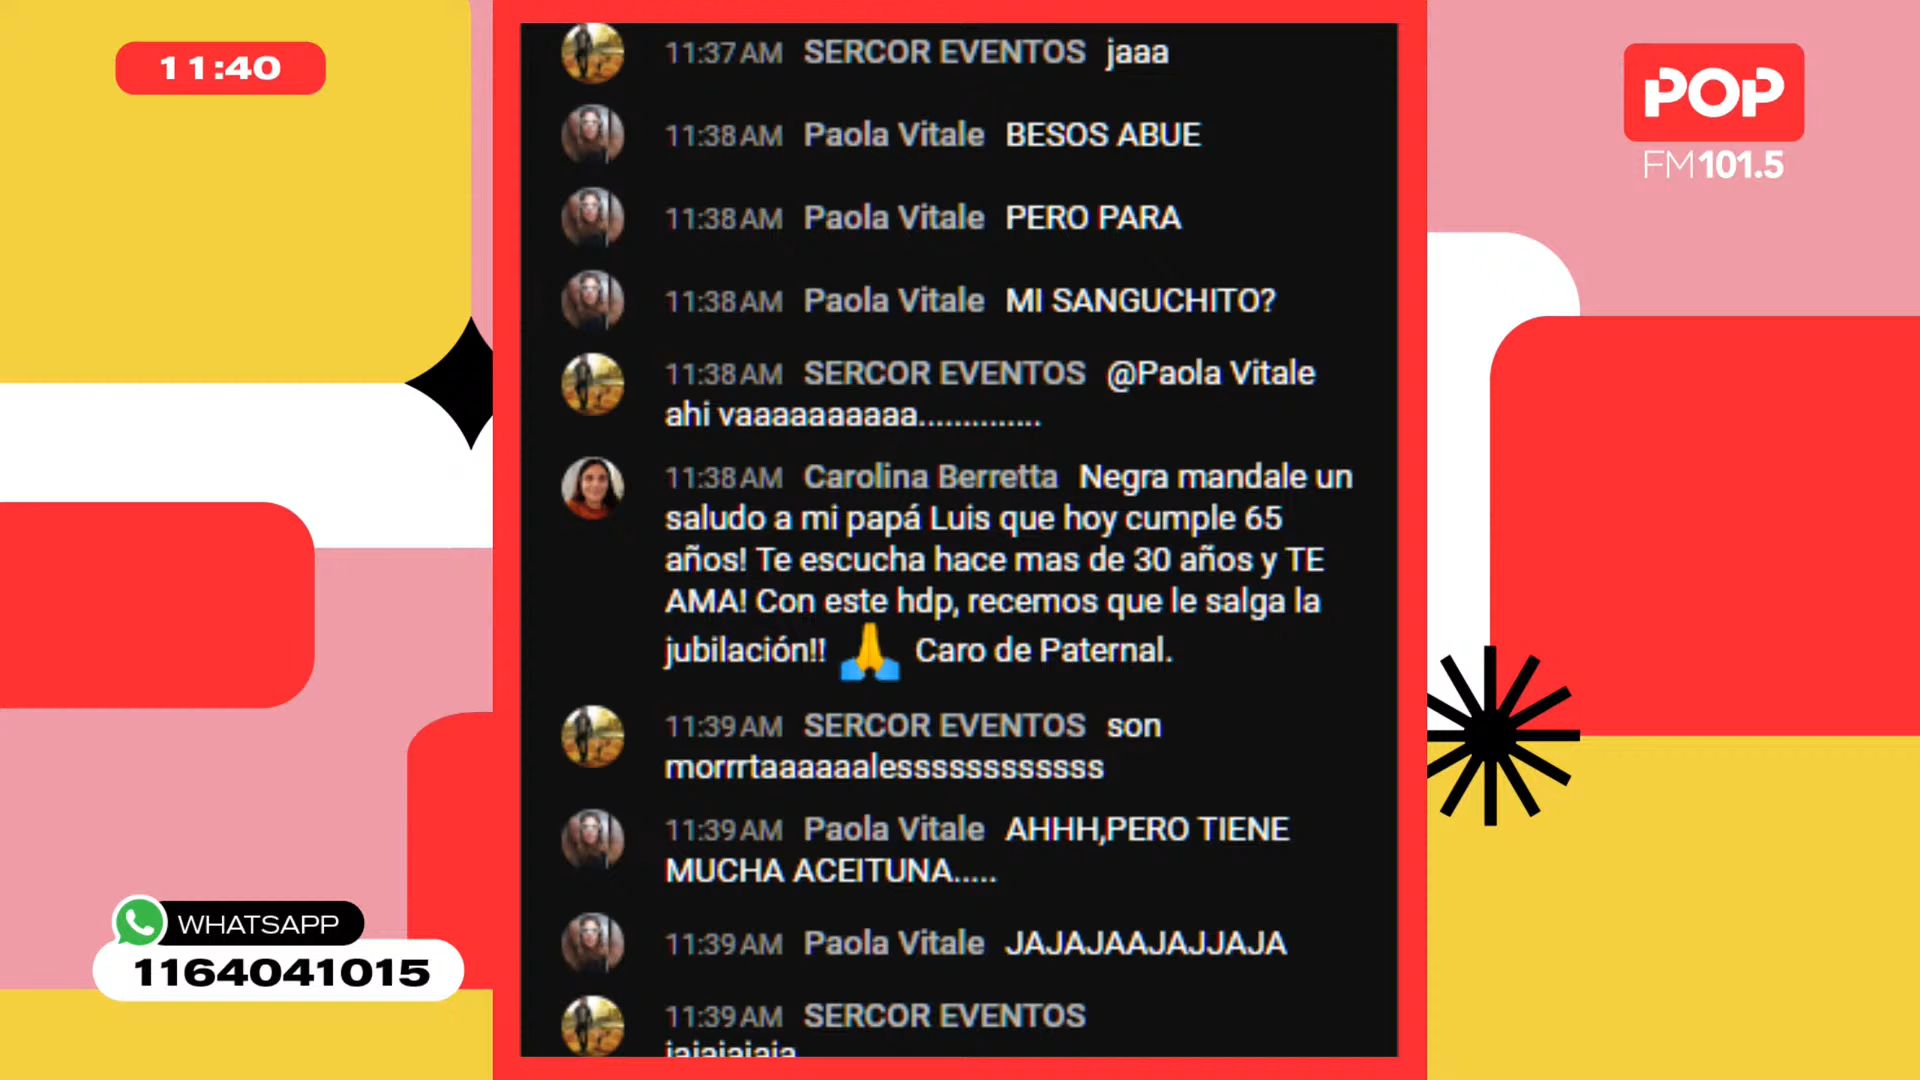 11:40
POP
FM101.5
11:37 AM SERCOR EVENTOS jaaa
11:38 AM Paola Vitale BESOS ABUE
11:38 AM Paola Vitale PERO PARA
11:38 AM Paola Vitale MI SANGUCHITO?
11:38 AM SERCOR EVENTOS @Paola Vitale
ahi vaaaaaaaaaa..............
11:38 AM Carolina Berretta Negra mandale un
saludo a mi papá Luis que hoy cumple 65
años! Te escucha hace mas de 30 años y TE
AMA! Con este hdp, recemos que le salga la
jubilación!! 🙏 Caro de Paternal.
11:39 AM SERCOR EVENTOS son
morrrtaaaaaalessssssssssss
11:39 AM Paola Vitale AHHH,PERO TIENE
MUCHA ACEITUNA.....
11:39 AM Paola Vitale JAJAJAAJAJJAJA
11:39 AM SERCOR EVENTOS
jajajajaja
WHATSAPP
1164041015